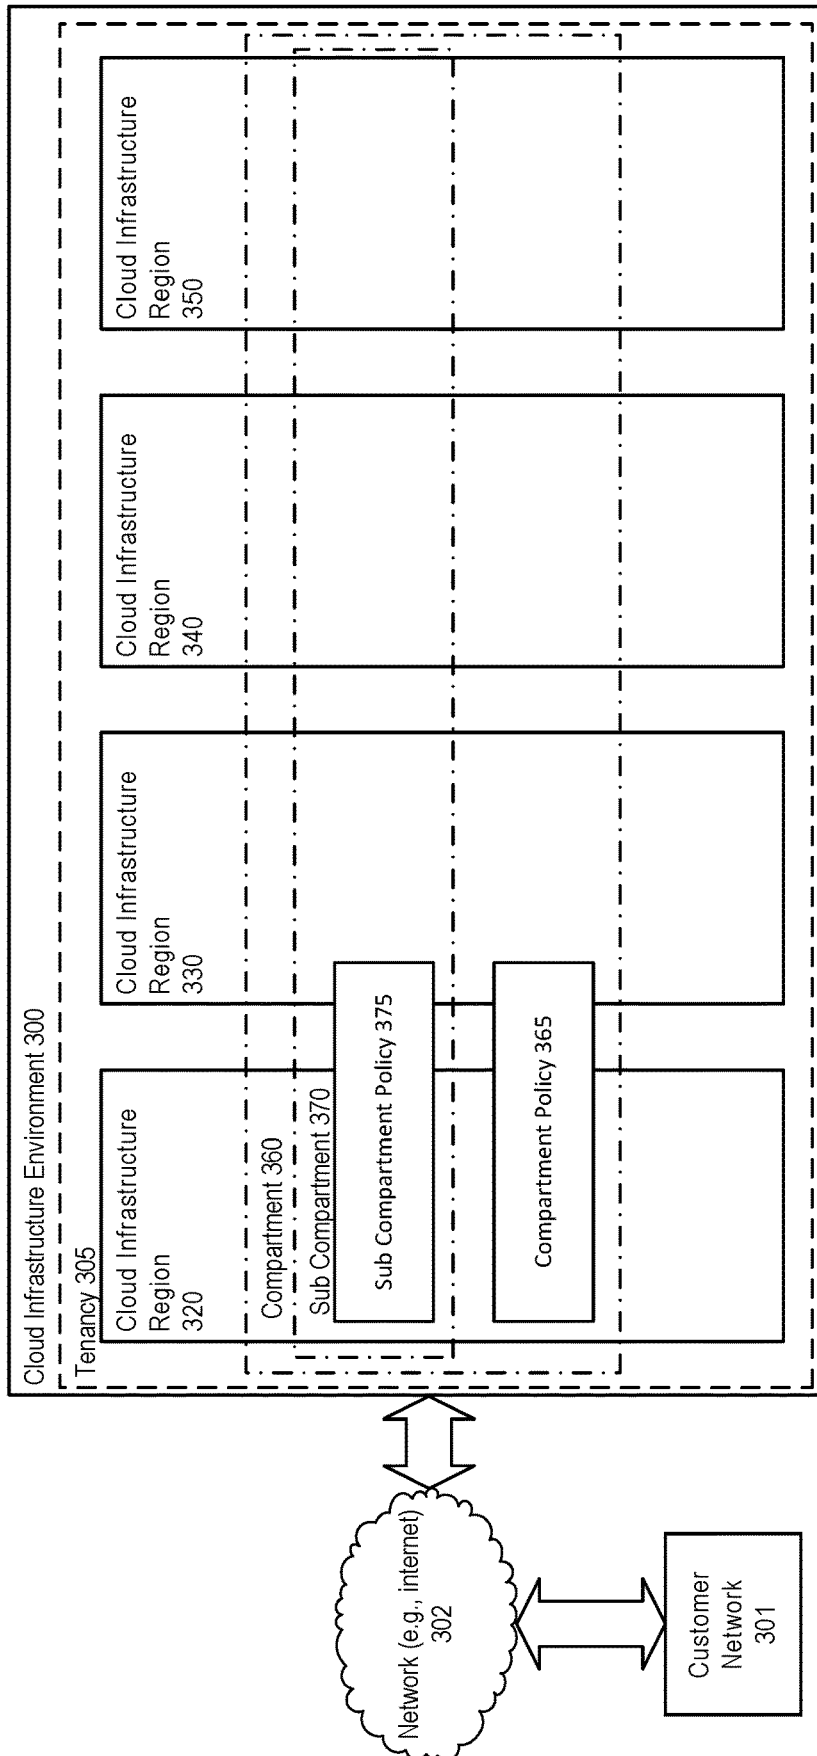 Cloud Infrastructure Environment 300
Tenancy 305
Cloud Infrastructure
Region
320
Cloud Infrastructure
Region
330
Cloud Infrastructure
Region
340
Cloud Infrastructure
Region
350
Compartment 360
Sub Compartment 370
Sub Compartment Policy 375
Compartment Policy 365
Network (e.g., internet)
302
Customer
Network
301